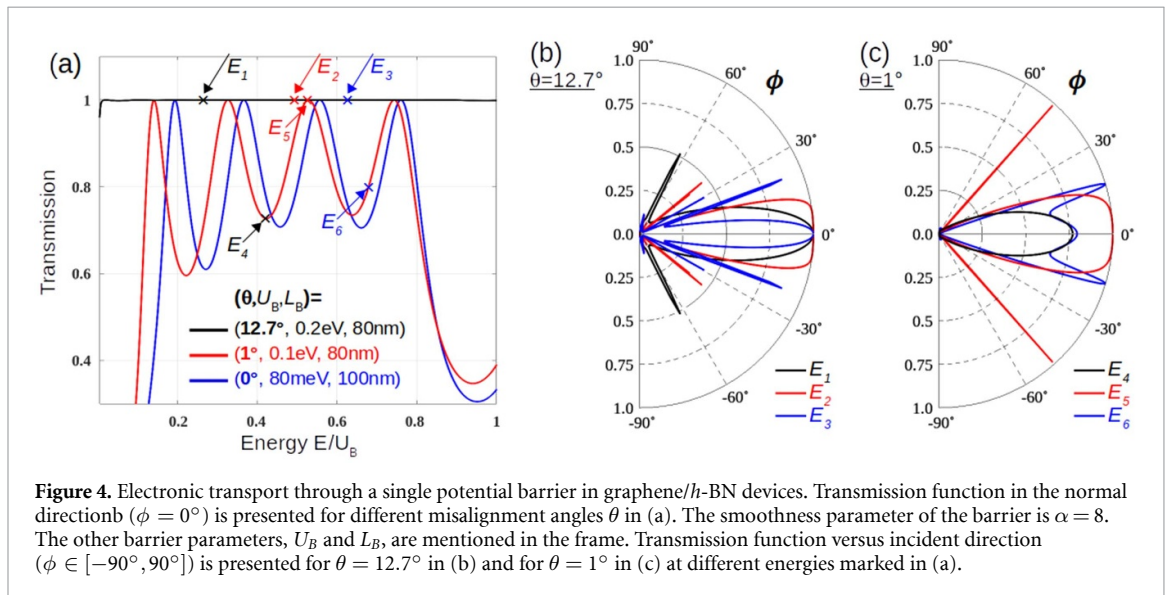 (a)
E1
E2
E3
E5
E4
E6
Transmission
1
0.8
0.6
0.4
(θ,UB,LB)=
(12.7°, 0.2eV, 80nm)
(1°, 0.1eV, 80nm)
(0°, 80meV, 100nm)
0.2 0.4 0.6 0.8 1
Energy E/UB
(b)
θ=12.7°
90°
1.0
0.75
0.5
0.25
0.0
0.25
0.5
0.75
1.0
-90°
60°
ϕ
30°
0°
-30°
-60°
E1
E2
E3
(c)
θ=1°
90°
1.0
0.75
0.5
0.25
0.0
0.25
0.5
0.75
1.0
-90°
60°
ϕ
30°
0°
-30°
-60°
E4
E5
E6
Figure 4. Electronic transport through a single potential barrier in graphene/h-BN devices. Transmission function in the normal
directionb (ϕ = 0°) is presented for different misalignment angles θ in (a). The smoothness parameter of the barrier is α = 8.
The other barrier parameters, UB and LB, are mentioned in the frame. Transmission function versus incident direction
(ϕ ∈ [−90°, 90°]) is presented for θ = 12.7° in (b) and for θ = 1° in (c) at different energies marked in (a).